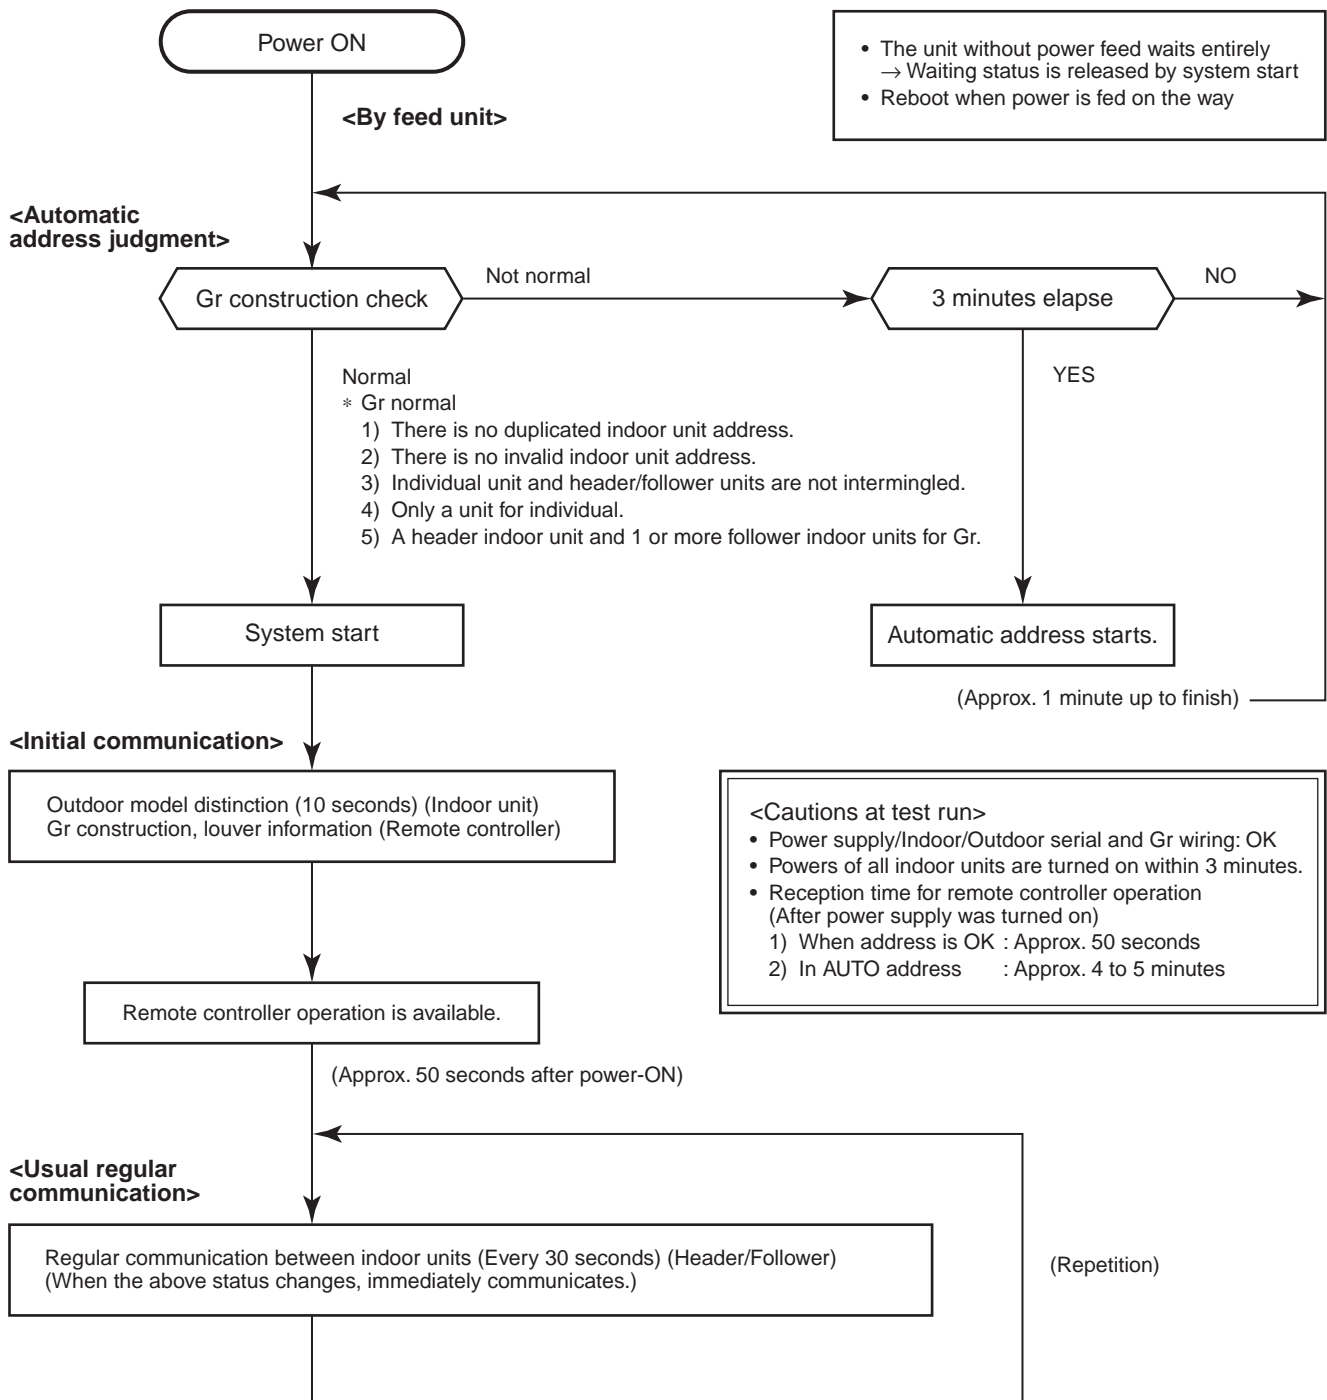 Power ON
• The unit without power feed waits entirely
→ Waiting status is released by system start
• Reboot when power is fed on the way
<By feed unit>
<Automatic
address judgment>
Gr construction check
Not normal
3 minutes elapse
NO
Normal
* Gr normal
1) There is no duplicated indoor unit address.
2) There is no invalid indoor unit address.
3) Individual unit and header/follower units are not intermingled.
4) Only a unit for individual.
5) A header indoor unit and 1 or more follower indoor units for Gr.
YES
System start
Automatic address starts.
(Approx. 1 minute up to finish)
<Initial communication>
Outdoor model distinction (10 seconds) (Indoor unit)
Gr construction, louver information (Remote controller)
<Cautions at test run>
• Power supply/Indoor/Outdoor serial and Gr wiring: OK
• Powers of all indoor units are turned on within 3 minutes.
• Reception time for remote controller operation
(After power supply was turned on)
1) When address is OK : Approx. 50 seconds
2) In AUTO address : Approx. 4 to 5 minutes
Remote controller operation is available.
(Approx. 50 seconds after power-ON)
<Usual regular
communication>
Regular communication between indoor units (Every 30 seconds) (Header/Follower)
(When the above status changes, immediately communicates.)
(Repetition)